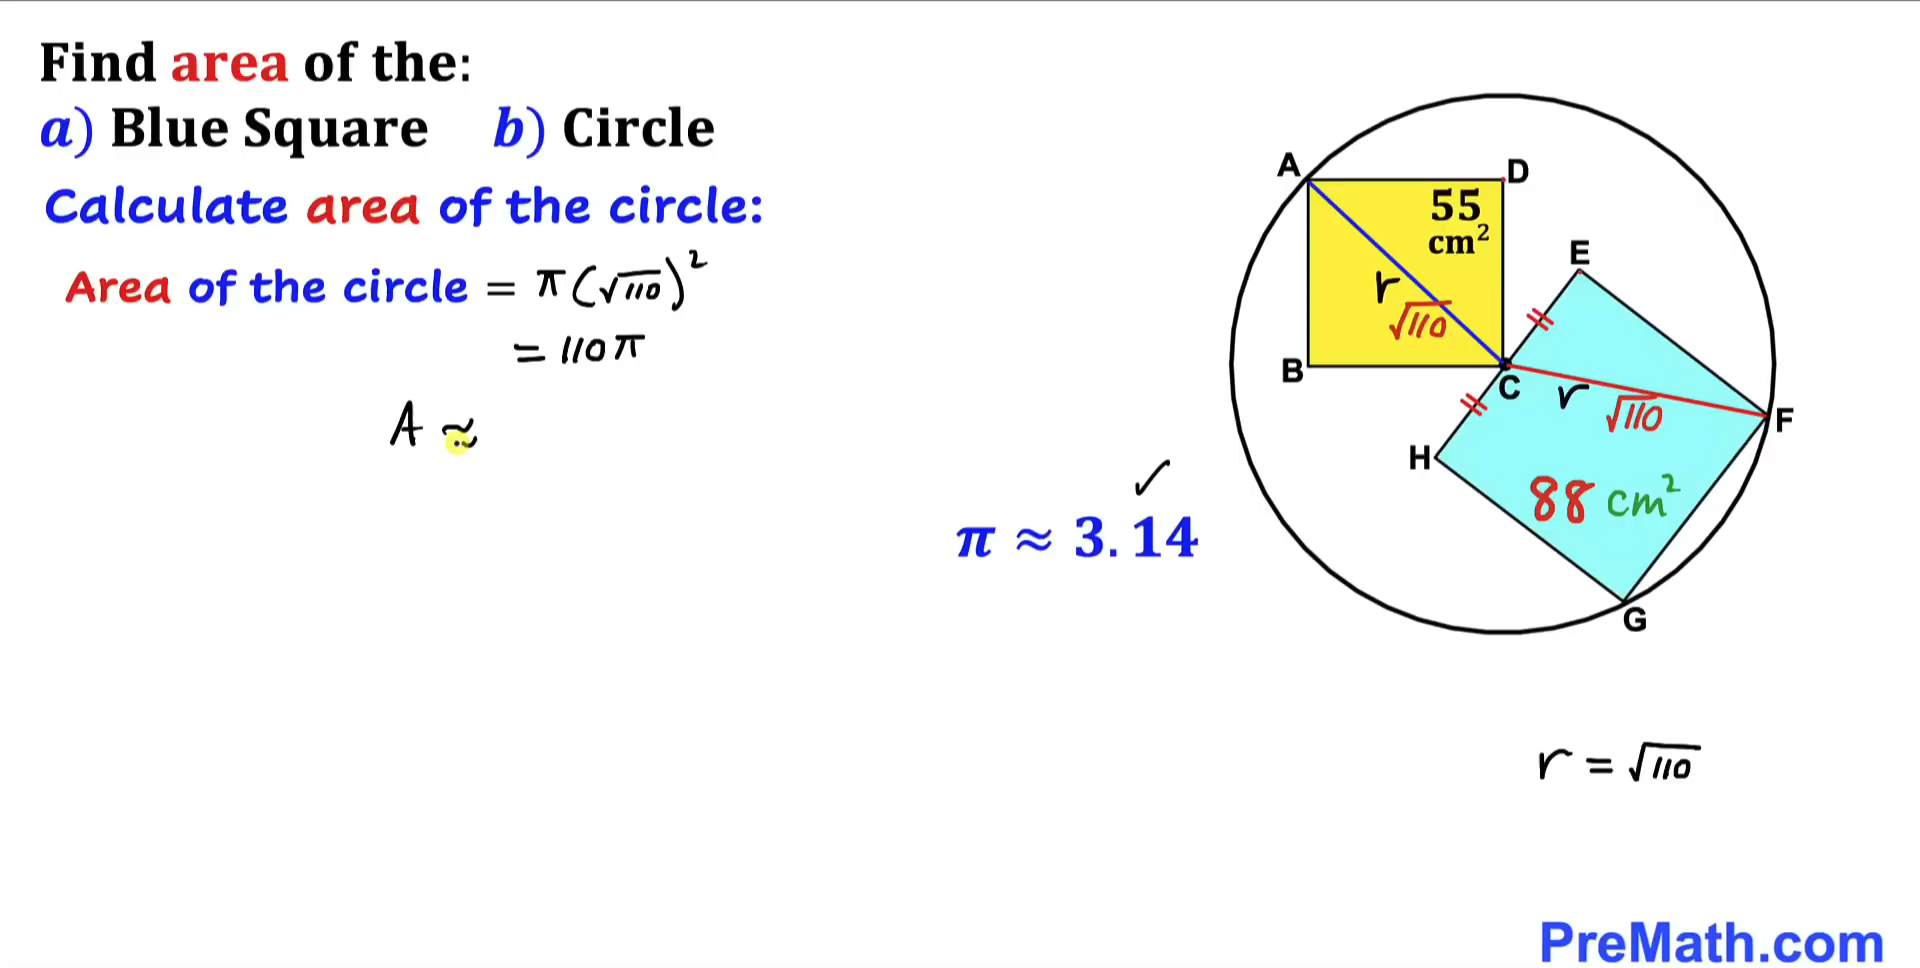 Find area of the:
a) Blue Square b) Circle
Calculate area of the circle:
Area of the circle = π(√110)²
= 110π
A ≈
π ≈ 3.14
A
D
55
cm²
E
r
√110
B
C
r
√110
F
H
88 cm²
G
r = √110
PreMath.com